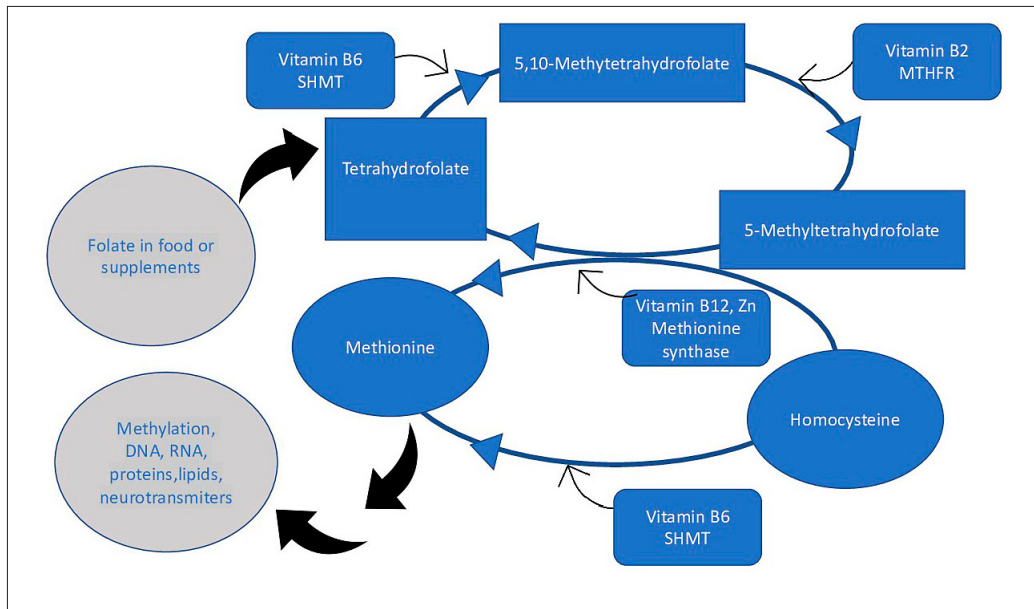 Vitamin B6
SHMT
5,10-Methytetrahydrofolate
Vitamin B2
MTHFR
Tetrahydrofolate
Folate in food or
supplements
5-Methyltetrahydrofolate
Vitamin B12, Zn
Methionine
synthase
Methionine
Homocysteine
Methylation,
DNA, RNA,
proteins,lipids,
neurotransmiters
Vitamin B6
SHMT